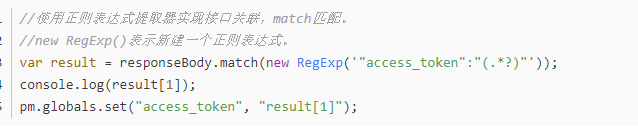 //使用正则表达式提取器实现接口关联，match匹配。
//new RegExp()表示新建一个正则表达式。
var result = responseBody.match(new RegExp('"access_token":"(.*?)"'));
console.log(result[1]);
pm.globals.set("access_token", "result[1]");